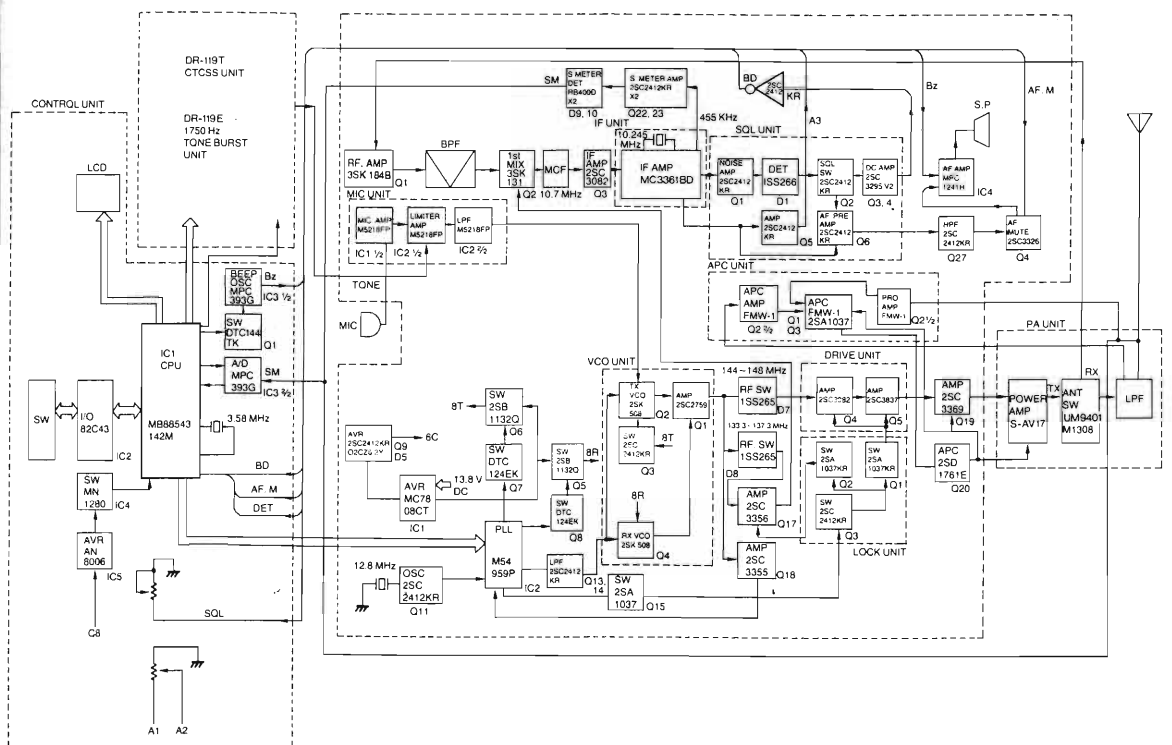 DR-119T
CTCSS UNIT
DR-119E
1750 Hz
TONE BURST
UNIT
CONTROL UNIT
LCD
BEEP
OSC
MPC
393G
Bz
IC3 ½
SW
DTC144
TK
Q1
A/D
MPC
393G
SM
IC3 2/2
IC1
CPU
MB88543
142M
3.58 MHz
SW
I/O
82C43
IC2
SW
MN
1280
IC4
AVR
AN
8006
IC5
C8
BD
AF. M
DET
SQL
A1
A2
SM
S METER
DET
RB400D
X2
D9, 10
S METER AMP
2SC2412KR
X2
Q22, 23
BD
2SC
2412
KR
Bz
AF. M
S.P
A3
455 KHz
IF UNIT
10.245
MHz
SQL UNIT
RF. AMP
3SK 184B
Q1
BPF
1st
MIX
3SK
131
Q2
MCF
10.7 MHz
IF
AMP
2SC
3082
Q3
IF AMP
MC3361BD
NOISE
AMP
2SC2412
KR
Q1
DET
ISS266
D1
SQL
SW
2SC2412
KR
Q2
DC AMP
2SC
3295 V2
Q3, 4
AF AMP
MPC
1241H
IC4
AMP
2SC2412
KR
Q5
AF PRE
AMP
2SC2412
KR
Q6
HPF
2SC
2412KR
Q27
AF
MUTE
2SC3326
Q4
MIC UNIT
MIC AMP
M5218FP
IC1 ½
LIMITER
AMP
M5218FP
IC2 ½
LPF
M5218FP
IC2 2/2
TONE
MIC
APC UNIT
APC
AMP
FMW-1
Q2 2/2
APC
FMW-1
2SA1037
Q1
Q3
PRO
AMP
FMW-1
Q2½
PA UNIT
POWER
AMP
S-AV17
TX
RX
ANT
SW
UM9401
M1308
LPF
VCO UNIT
TX
VCO
2SK
508
Q2
AMP
2SC2759
Q1
SW
2SC
2412KR
Q3
8T
8R
RX VCO
2SK 508
Q4
144 ~ 148 MHz
RF SW
1SS265
D7
133.3 - 137.3 MHz
RF SW
1SS265
D8
AMP
2SC
3356
Q17
AMP
2SC
3355
Q18
DRIVE UNIT
AMP
Q4
AMP
2SC3837
Q5
AMP
2SC
3369
Q19
APC
2SD
1761E
Q20
SW
2SA
1037KR
Q2
SW
2SA
1037KR
Q1
SW
2SC
2412KR
Q3
LOCK UNIT
8T
SW
2SB
1132Q
Q6
AVR
2SC2412KR
Q9
D5
6C
SW
DTC
124EK
Q7
SW
2SB
1132Q
Q5
8R
AVR
MC78
08CT
IC1
13.8 V
DC
SW
DTC
124EK
Q8
PLL
M54
959P
IC2
LPF
2SC2412
KR
Q13,
14
SW
2SA
1037
Q15
12.8 MHz
OSC
2SC
2412KR
Q11